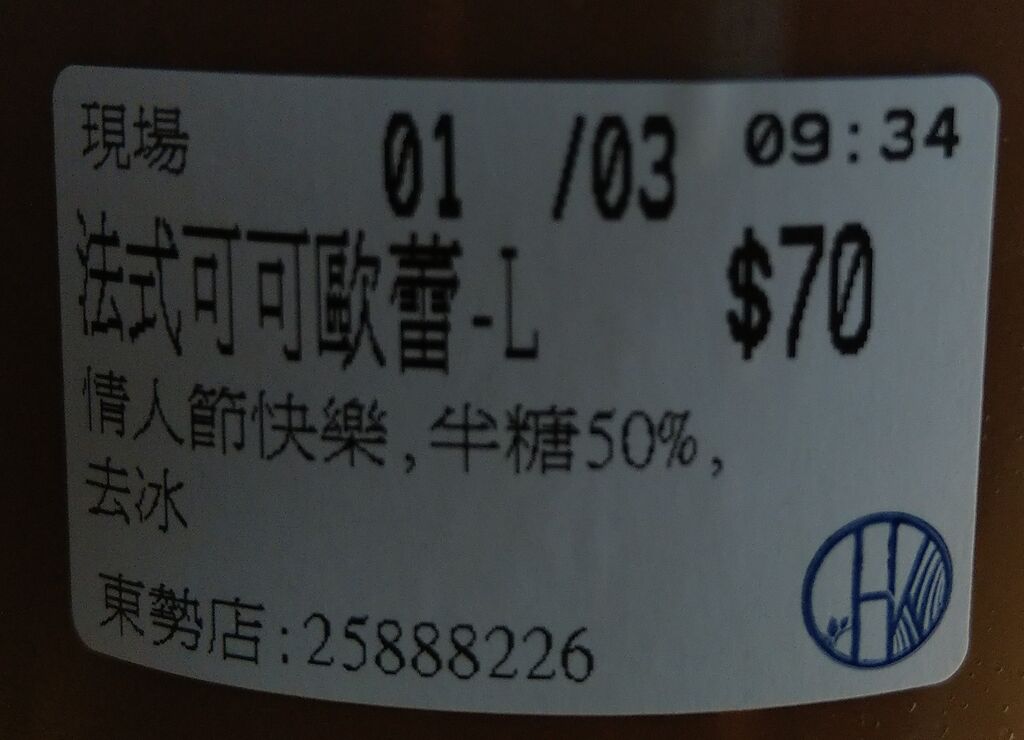 現場 01 /03 09:34
法式可可歐蕾-L $70
情人節快樂,半糖50%,
去冰
東勢店:25888226
HK